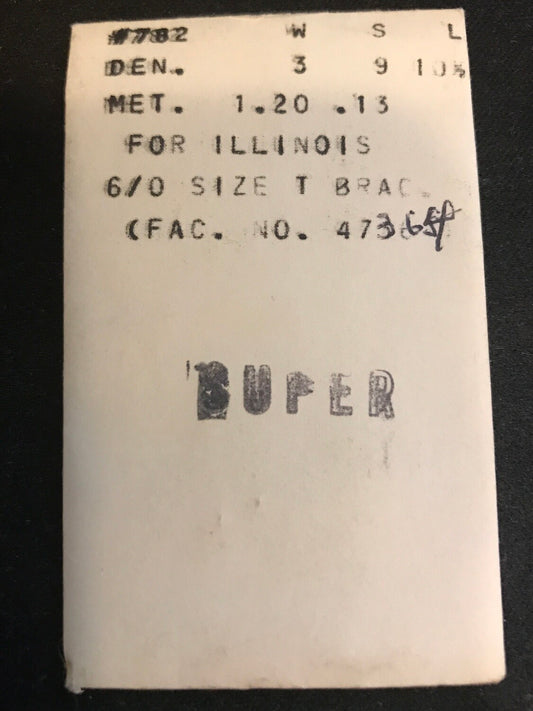 #782 W S L
DEN. 3 9 10½
MET. 1.20 .13
FOR ILLINOIS
6/0 SIZE T BRAC.
(FAC. NO.
SUPER